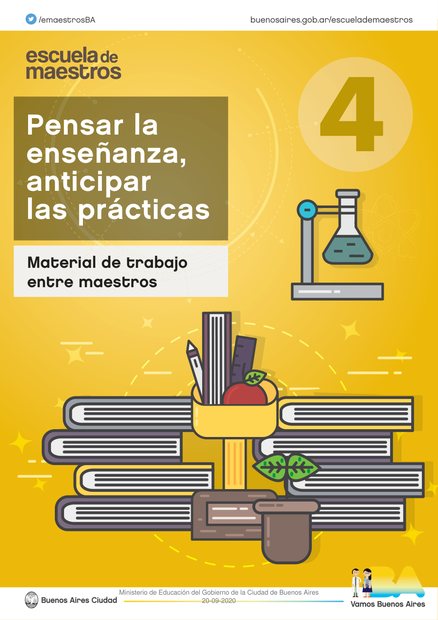 /emaestrosBA
buenosaires.gob.ar/escuelademaestros
escuela de
maestros
4
Pensar la
enseñanza,
anticipar
las prácticas
Material de trabajo
entre maestros
Ministerio de Educación del Gobierno de la Ciudad de Buenos Aires
20-09-2020
Buenos Aires Ciudad
BA
Vamos Buenos Aires